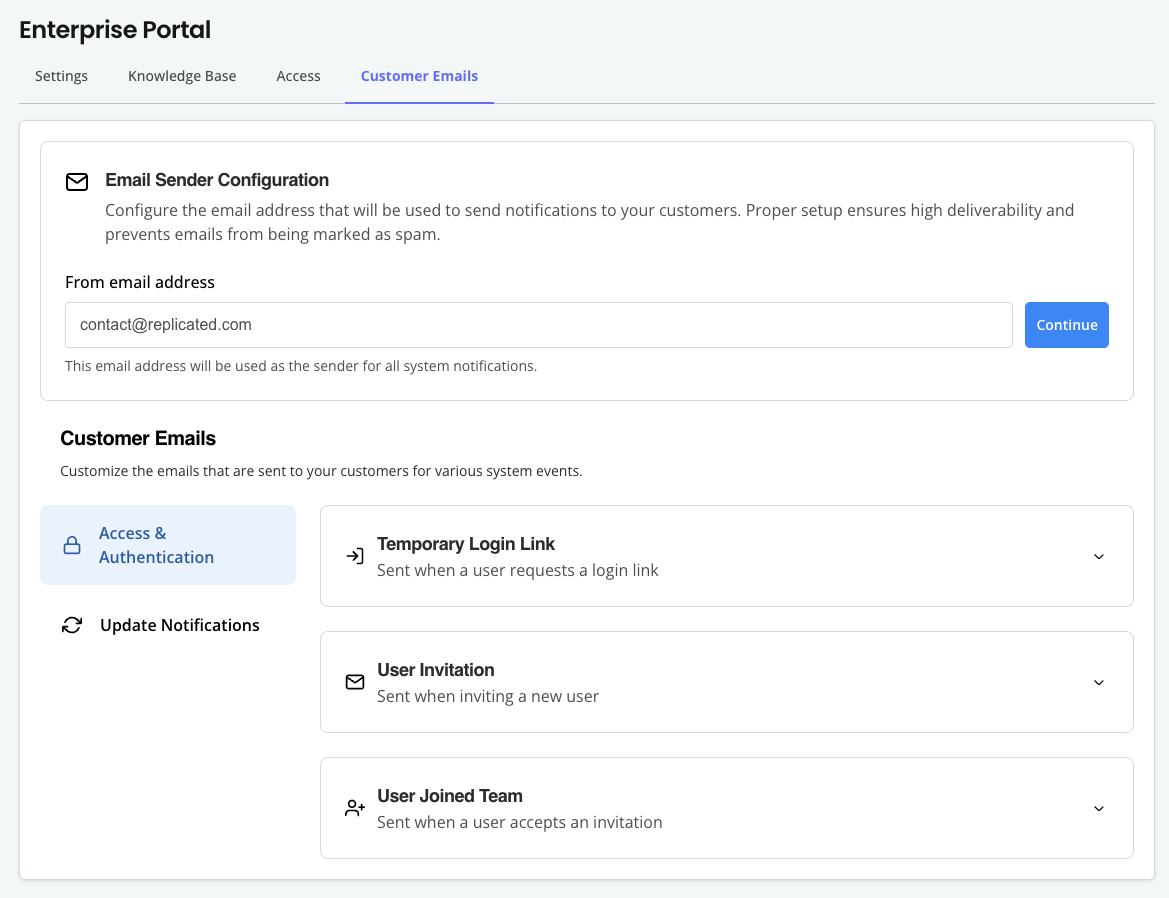 Enterprise Portal
Settings Knowledge Base Access Customer Emails
Email Sender Configuration
Configure the email address that will be used to send notifications to your customers. Proper setup ensures high deliverability and
prevents emails from being marked as spam.
From email address
contact@replicated.com
Continue
This email address will be used as the sender for all system notifications.
Customer Emails
Customize the emails that are sent to your customers for various system events.
Access &
Authentication
Update Notifications
Temporary Login Link
Sent when a user requests a login link
User Invitation
Sent when inviting a new user
User Joined Team
Sent when a user accepts an invitation